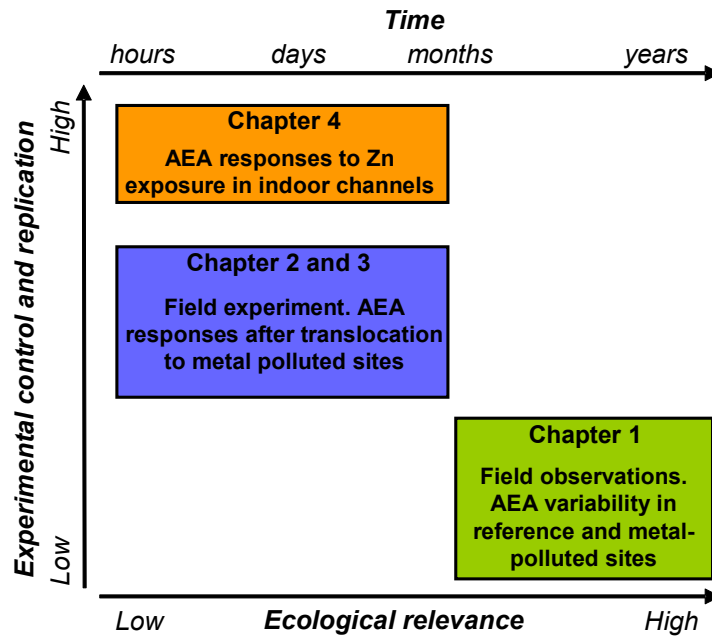 Time
hours days months years
Experimental control and replication
High
Low
Chapter 4
AEA responses to Zn
exposure in indoor channels
Chapter 2 and 3
Field experiment. AEA
responses after translocation
to metal polluted sites
Chapter 1
Field observations.
AEA variability in
reference and metal-
polluted sites
Low Ecological relevance High